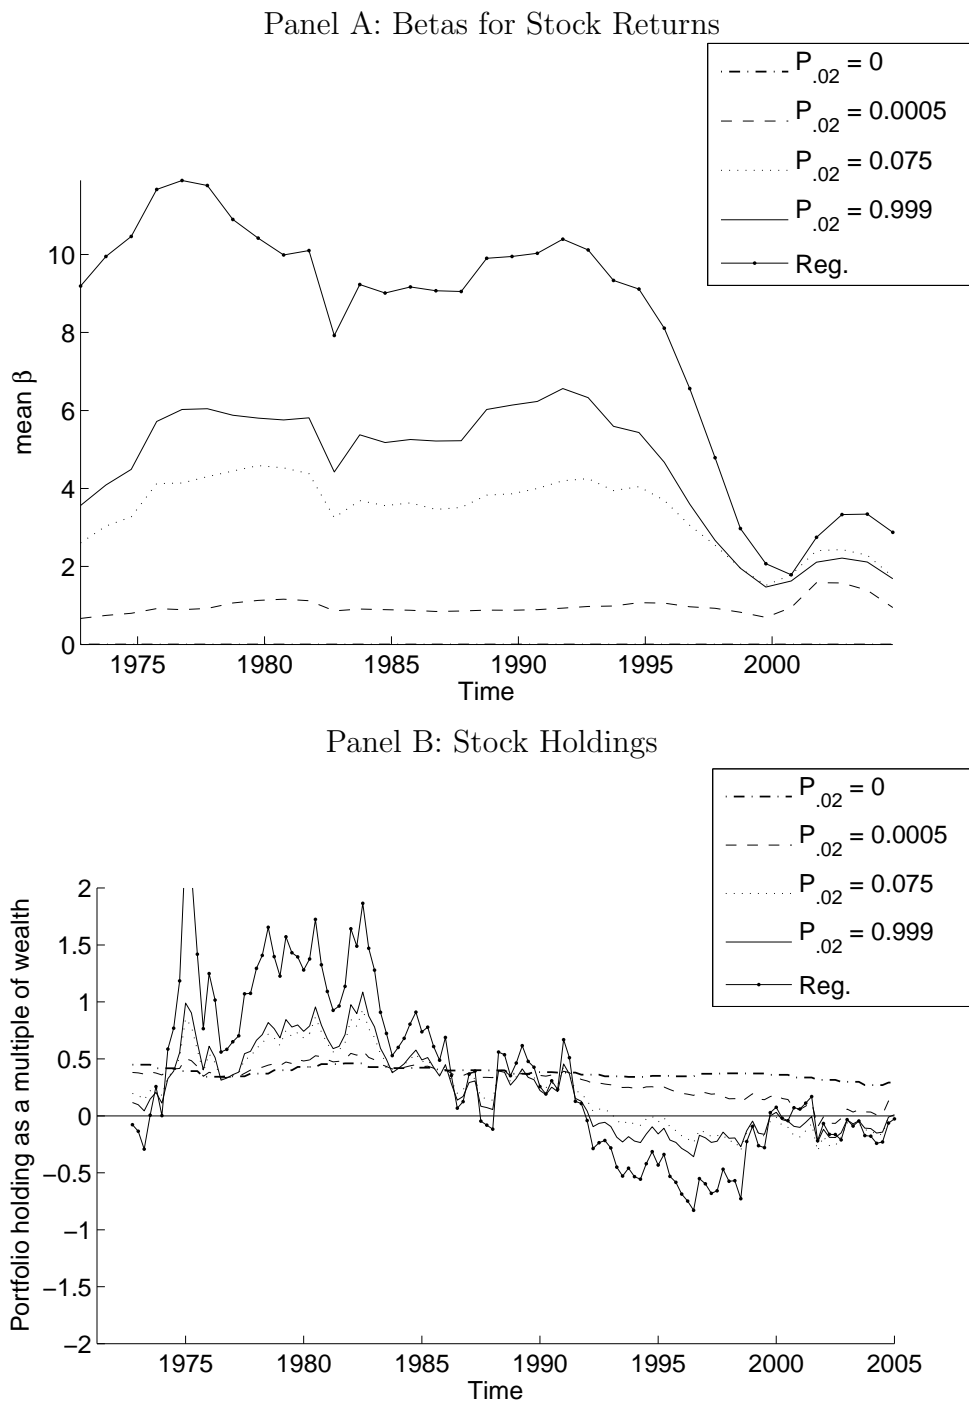 Panel A: Betas for Stock Returns
P.02 = 0
P.02 = 0.0005
P.02 = 0.075
P.02 = 0.999
Reg.
10
8
6
4
2
0
mean β
1975 1980 1985 1990 1995 2000
Time
Panel B: Stock Holdings
P.02 = 0
P.02 = 0.0005
P.02 = 0.075
P.02 = 0.999
Reg.
2
1.5
1
0.5
0
−0.5
−1
−1.5
−2
Portfolio holding as a multiple of wealth
1975 1980 1985 1990 1995 2000 2005
Time